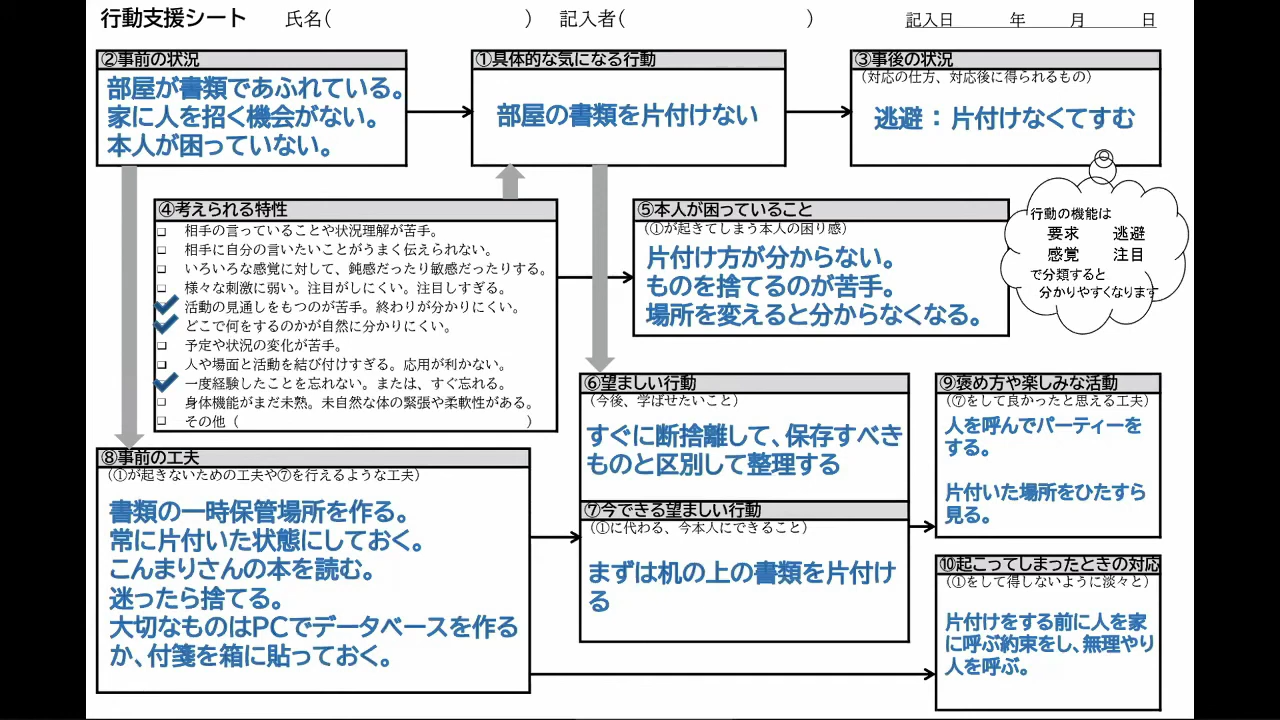 行動支援シート　氏名(　　　　)　記入者(　　　　)　記入日　　年　　月　　日
②事前の状況
部屋が書類であふれている。
家に人を招く機会がない。
本人が困っていない。
①具体的な気になる行動
部屋の書類を片付けない
③事後の状況
（対応の仕方、対応後に得られるもの）
逃避：片付けなくてすむ
行動の機能は
要求　　逃避
感覚　　注目
で分類すると
分かりやすくなります
④考えられる特性
□　相手の言っていることや状況理解が苦手。
□　相手に自分の言いたいことがうまく伝えられない。
□　いろいろな感覚に対して、鈍感だったり敏感だったりする。
□　様々な刺激に弱い。注目がしにくい。注目しすぎる。
✓　活動の見通しをもつのが苦手。終わりが分かりにくい。
✓　どこで何をするのかが自然に分かりにくい。
□　予定や状況の変化が苦手。
□　人や場面と活動を結び付けすぎる。応用が利かない。
✓　一度経験したことを忘れない。または、すぐ忘れる。
□　身体機能がまだ未熟。未自然な体の緊張や柔軟性がある。
□　その他（　　　　）
⑤本人が困っていること
（①が起きてしまう本人の困り感）
片付け方が分からない。
ものを捨てるのが苦手。
場所を変えると分からなくなる。
⑥望ましい行動
（今後、学ばせたいこと）
すぐに断捨離して、保存すべき
ものと区別して整理する
⑦今できる望ましい行動
（①に代わる、今本人にできること）
まずは机の上の書類を片付け
る
⑧事前の工夫
（①が起きないための工夫や⑦を行えるような工夫）
書類の一時保管場所を作る。
常に片付いた状態にしておく。
こんまりさんの本を読む。
迷ったら捨てる。
大切なものはPCでデータベースを作る
か、付箋を箱に貼っておく。
⑨褒め方や楽しみな活動
（⑦をして良かったと思える工夫）
人を呼んでパーティーを
する。
片付いた場所をひたすら
見る。
⑩起こってしまったときの対応
（①をして得しないように淡々と）
片付けをする前に人を家
に呼ぶ約束をし、無理やり
人を呼ぶ。